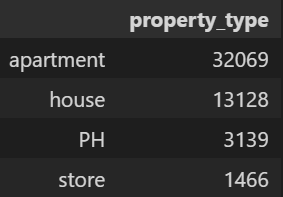 property_type
apartment 32069
house 13128
PH 3139
store 1466